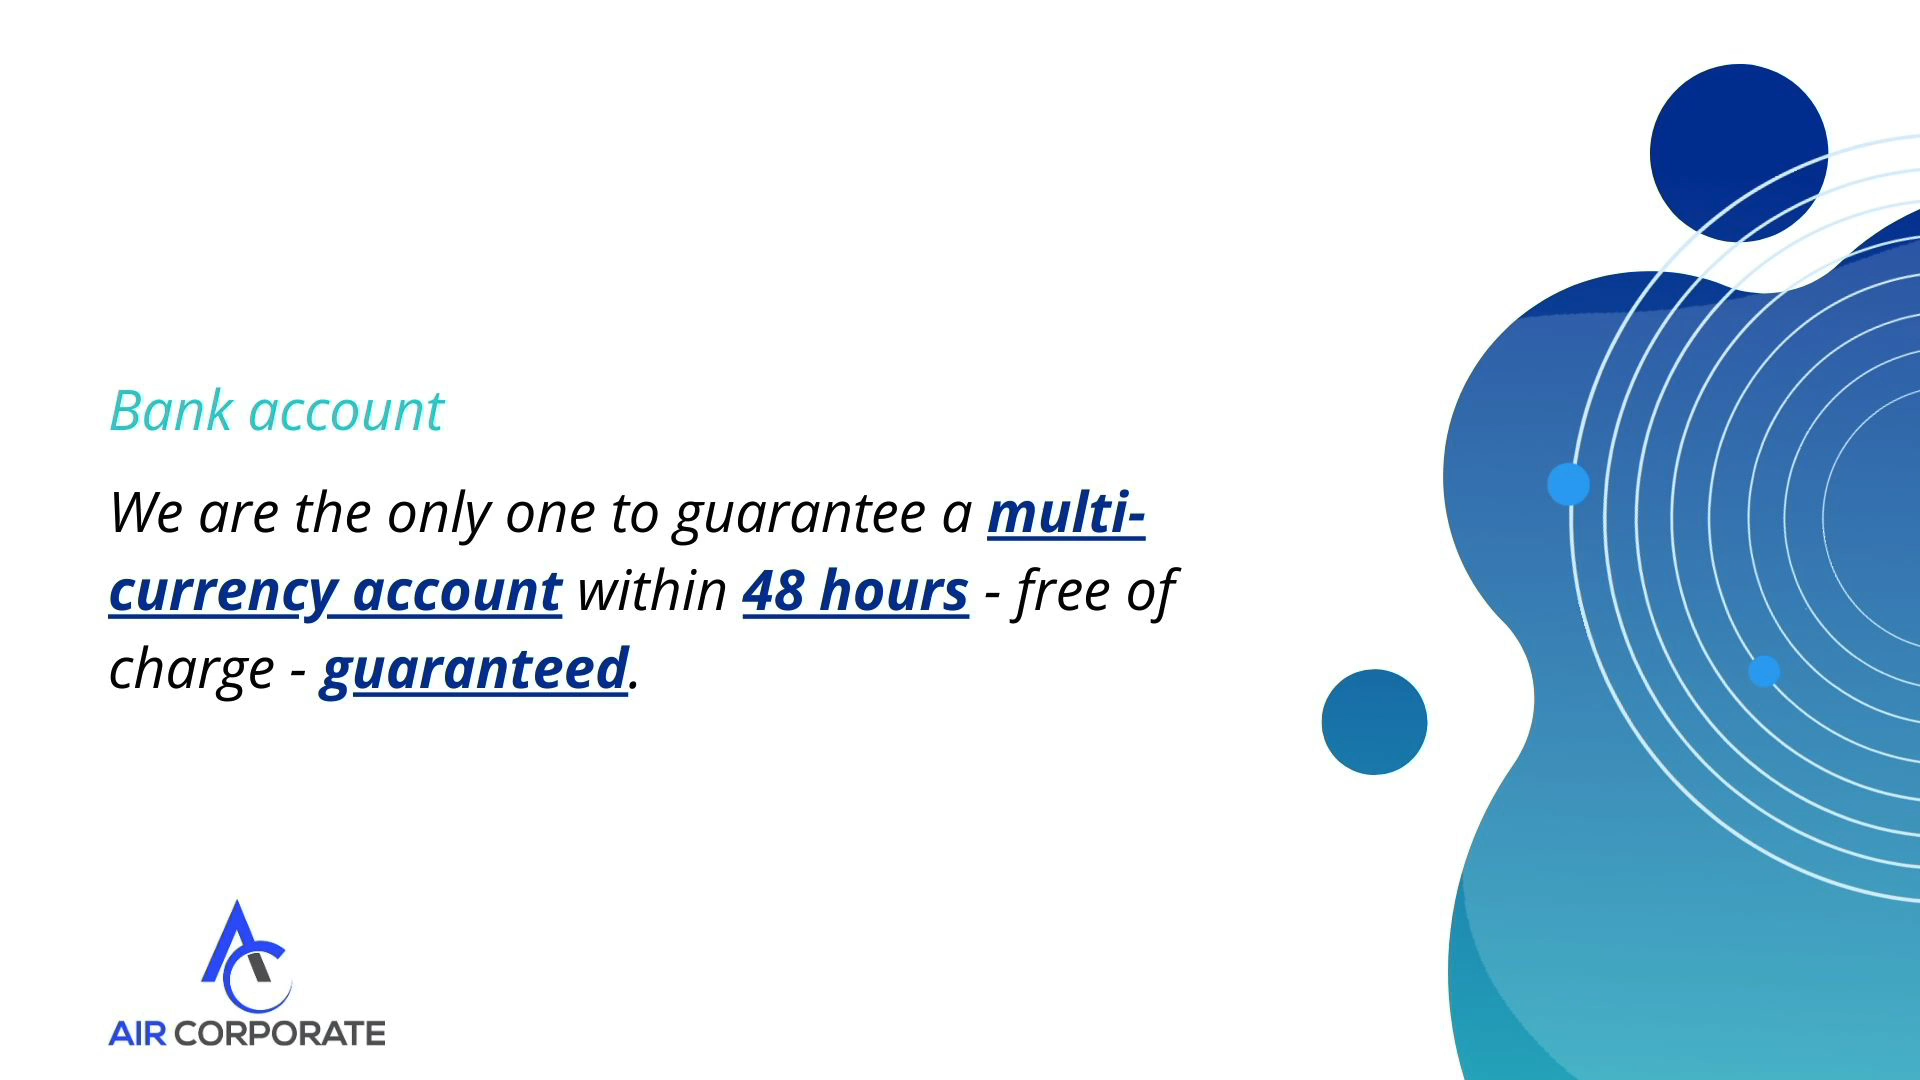 Bank account
We are the only one to guarantee a multi-
currency account within 48 hours - free of
charge - guaranteed.
AIR CORPORATE